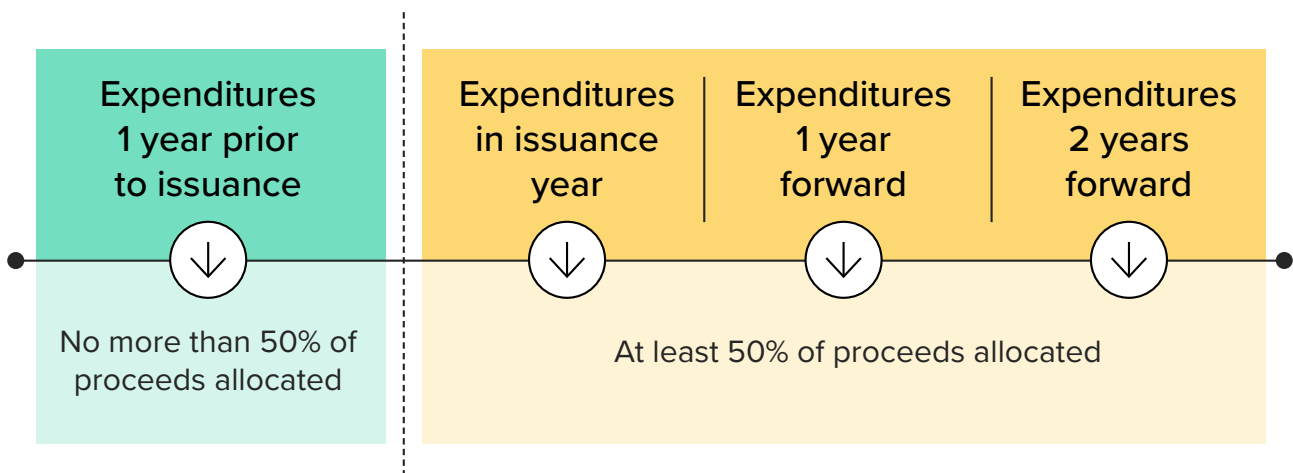 Expenditures
1 year prior
to issuance
Expenditures
in issuance
year
Expenditures
1 year
forward
Expenditures
2 years
forward
No more than 50% of
proceeds allocated
At least 50% of proceeds allocated